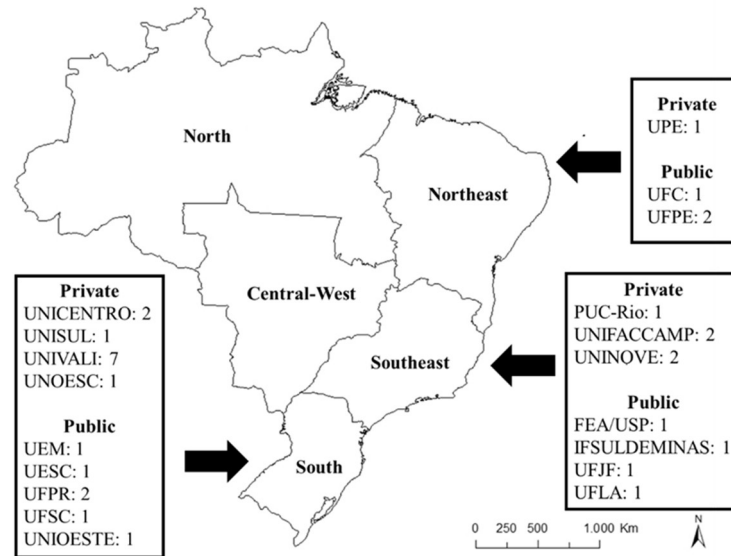 North
Northeast
Central-West
Southeast
South
Private
UPE: 1
Public
UFC: 1
UFPE: 2
Private
UNICENTRO: 2
UNISUL: 1
UNIVALI: 7
UNOESC: 1
Public
UEM: 1
UESC: 1
UFPR: 2
UFSC: 1
UNIOESTE: 1
Private
PUC-Rio: 1
UNIFACCAMP: 2
UNINOVE: 2
Public
FEA/USP: 1
IFSULDEMINAS: 1
UFJF: 1
UFLA: 1
0 250 500 1.000 Km
N